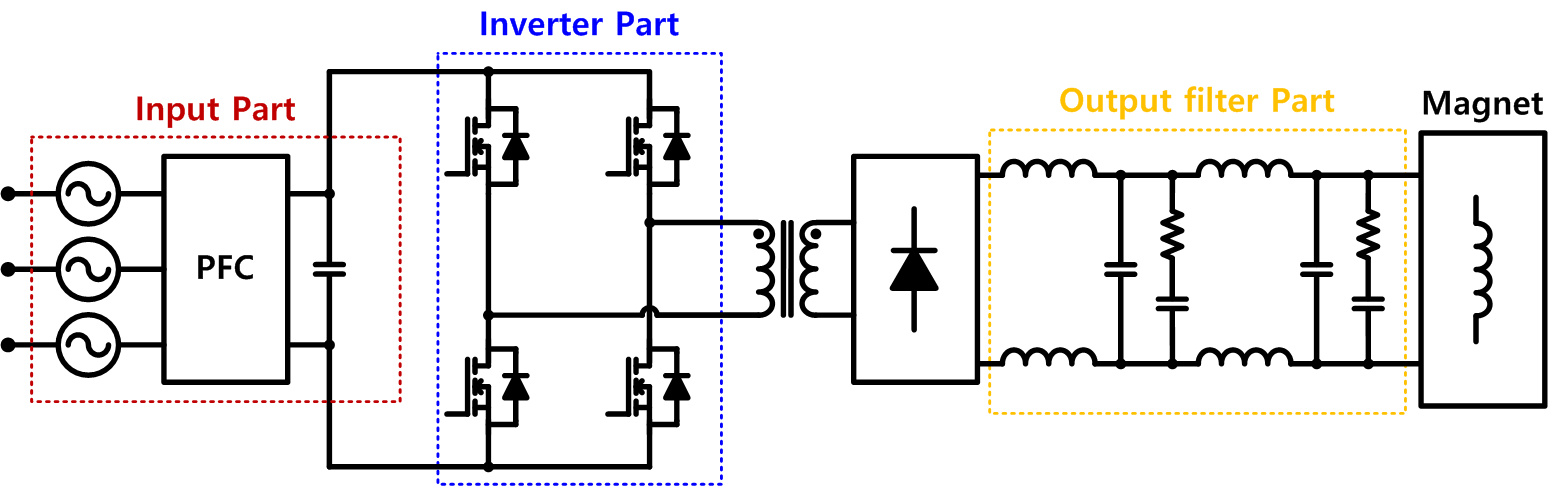 Inverter Part
Input Part
Output filter Part
Magnet
PFC